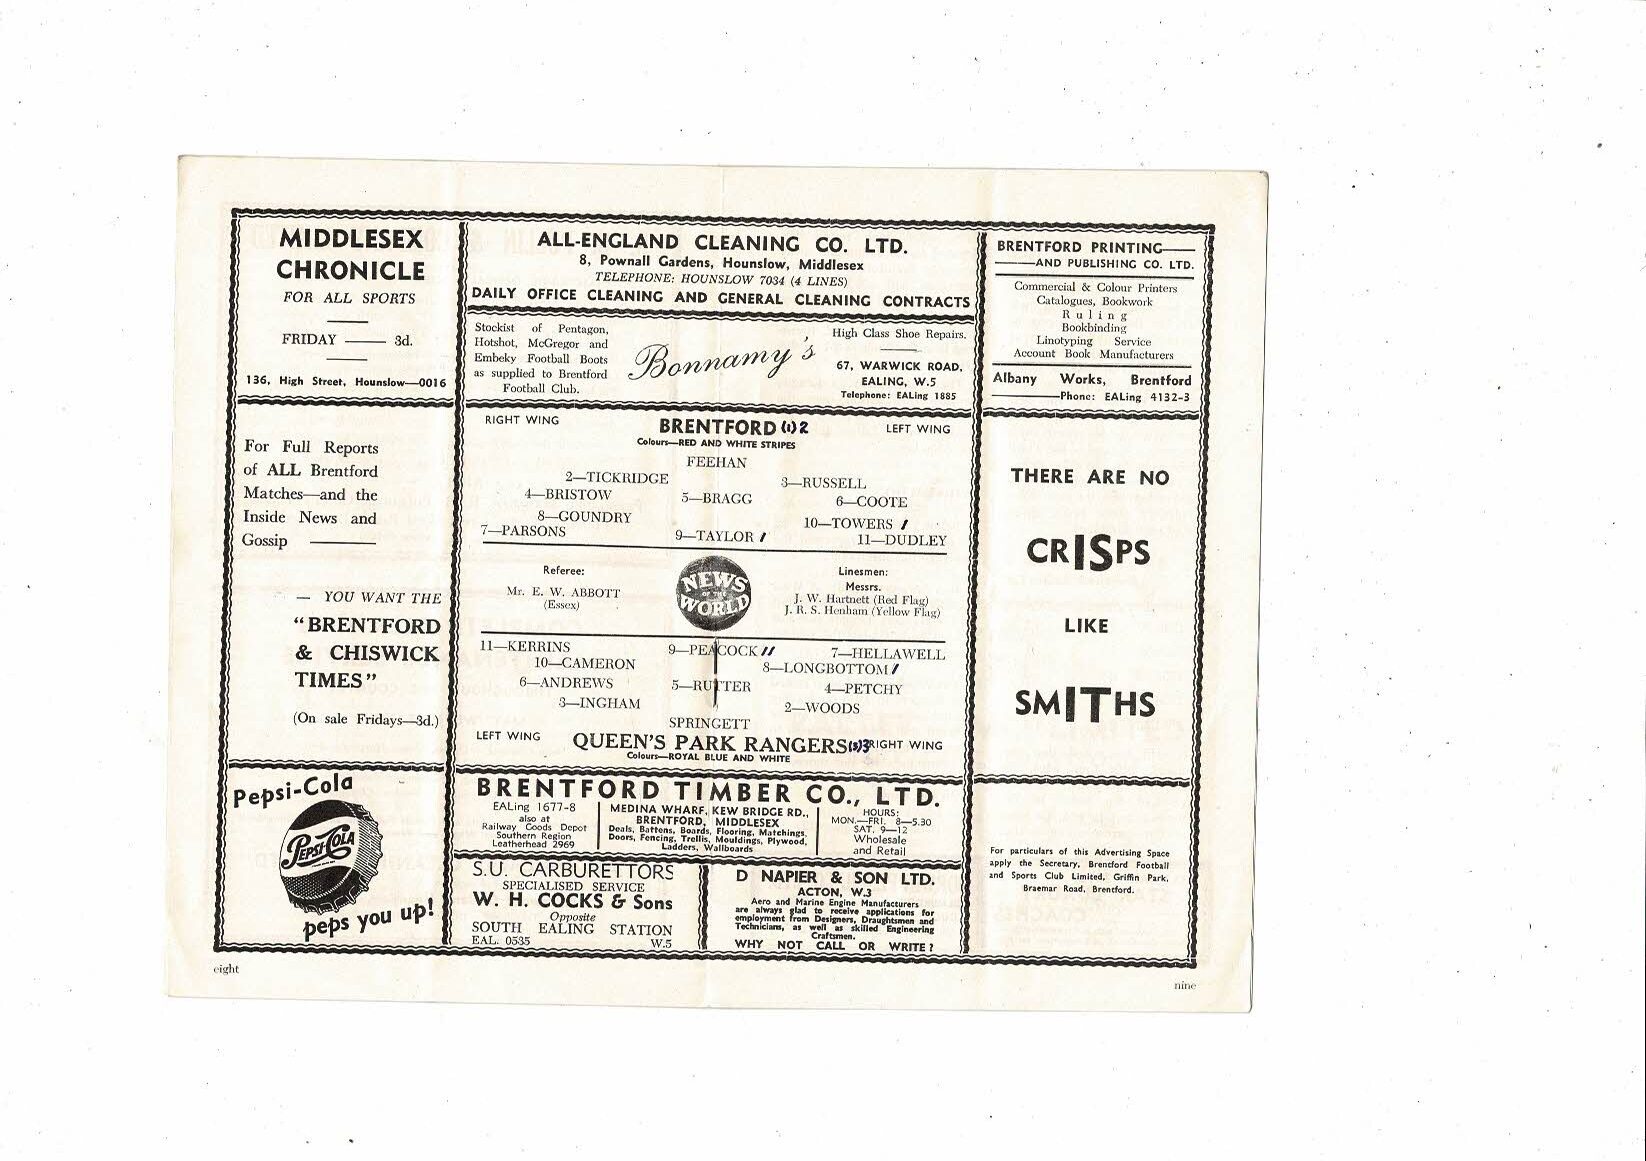 MIDDLESEX
CHRONICLE
FOR ALL SPORTS
FRIDAY —— 3d.
136, High Street, Hounslow—0016
For Full Reports
of ALL Brentford
Matches—and the
Inside News and
Gossip ——
— YOU WANT THE
"BRENTFORD
& CHISWICK
TIMES"
(On sale Fridays—3d.)
Pepsi-Cola
PEPSI-COLA
peps you up!
ALL-ENGLAND CLEANING CO. LTD.
8, Pownall Gardens, Hounslow, Middlesex
TELEPHONE: HOUNSLOW 7034 (4 LINES)
DAILY OFFICE CLEANING AND GENERAL CLEANING CONTRACTS
Stockist of Pentagon,
Hotshot, McGregor and
Embeky Football Boots
as supplied to Brentford
Football Club.
Bonnamy's
High Class Shoe Repairs.
67, WARWICK ROAD,
EALING, W.5
Telephone: EALing 1885
RIGHT WING
BRENTFORD (1) 2
LEFT WING
Colours—RED AND WHITE STRIPES
FEEHAN
2—TICKRIDGE 3—RUSSELL
4—BRISTOW 5—BRAGG 6—COOTE
8—GOUNDRY 10—TOWERS /
7—PARSONS 9—TAYLOR / 11—DUDLEY
Referee:
Mr. E. W. ABBOTT
(Essex)
NEWS
OF THE
WORLD
Linesmen:
Messrs.
J. W. Hartnett (Red Flag)
J. R. S. Henham (Yellow Flag)
11—KERRINS 9—PEACOCK // 7—HELLAWELL
10—CAMERON 8—LONGBOTTOM /
6—ANDREWS 5—RUTTER 4—PETCHY
3—INGHAM 2—WOODS
SPRINGETT
LEFT WING QUEEN'S PARK RANGERS 3 RIGHT WING
Colours—ROYAL BLUE AND WHITE
BRENTFORD TIMBER CO., LTD.
EALing 1677-8
also at
Railway Goods Depot
Southern Region
Leatherhead 2969
MEDINA WHARF, KEW BRIDGE RD.,
BRENTFORD, MIDDLESEX
Deals, Battens, Boards, Flooring, Matchings,
Doors, Fencing, Trellis, Mouldings, Plywood,
Ladders, Wallboards
HOURS:
MON.—FRI. 8—5.30
SAT. 9—12
Wholesale
and Retail
S.U. CARBURETTORS
SPECIALISED SERVICE
W. H. COCKS & Sons
Opposite
SOUTH EALING STATION
EAL. 0535 W.5
D NAPIER & SON LTD.
ACTON, W.3
Aero and Marine Engine Manufacturers
are always glad to receive applications for
employment from Designers, Draughtsmen and
Technicians, as well as skilled Engineering
Craftsmen.
WHY NOT CALL OR WRITE?
BRENTFORD PRINTING——
——AND PUBLISHING CO. LTD.
Commercial & Colour Printers
Catalogues, Bookwork
Ruling
Bookbinding
Linotyping Service
Account Book Manufacturers
Albany Works, Brentford
——Phone: EALing 4132-3
THERE ARE NO
CRISPS
LIKE
SMITHS
For particulars of this Advertising Space
apply the Secretary, Brentford Football
and Sports Club Limited, Griffin Park,
Braemar Road, Brentford.
eight
nine